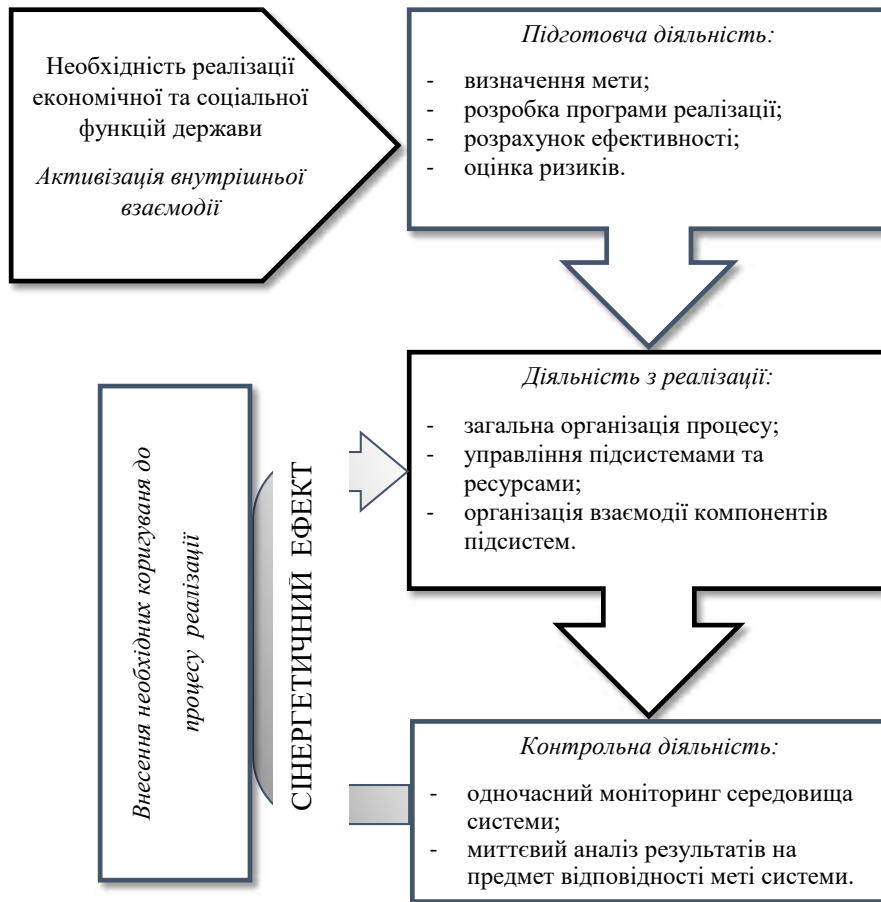 Необхідність реалізації
економічної та соціальної
функцій держави
Активізація внутрішньої
взаємодії
Підготовча діяльність:
- визначення мети;
- розробка програми реалізації;
- розрахунок ефективності;
- оцінка ризиків.
Діяльність з реалізації:
- загальна організація процесу;
- управління підсистемами та
ресурсами;
- організація взаємодії компонентів
підсистем.
Внесення необхідних коригуваня до
процесу реалізації
СІНЕРГЕТИЧНИЙ ЕФЕКТ
Контрольна діяльність:
- одночасний моніторинг середовища
системи;
- миттєвий аналіз результатів на
предмет відповідності меті системи.